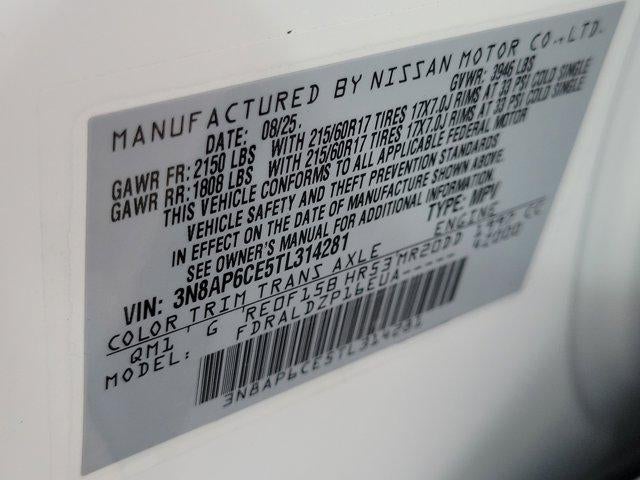 MANUFACTURED BY NISSAN MOTOR CO.,LTD.
DATE: 08/25. GVWR: 3946 LBS
GAWR FR: 2150 LBS WITH 215/60R17 TIRES 17X7.0J RIMS AT 33 PSI COLD SINGLE
GAWR RR: 1808 LBS WITH 215/60R17 TIRES 17X7.0J RIMS AT 33 PSI COLD SINGLE
THIS VEHICLE CONFORMS TO ALL APPLICABLE FEDERAL MOTOR
VEHICLE SAFETY AND THEFT PREVENTION STANDARDS
IN EFFECT ON THE DATE OF MANUFACTURE SHOWN ABOVE.
SEE OWNER'S MANUAL FOR ADDITIONAL INFORMATION.
VIN: 3N8AP6CE5TL314281 TYPE: MPV
COLOR TRIM TRANS AXLE ENGINE
QM1, G RE0F15B HR53 MR20DD CC
MODEL: FDRALDZP16EUA----- 42000
3N8AP6CE5TL314281